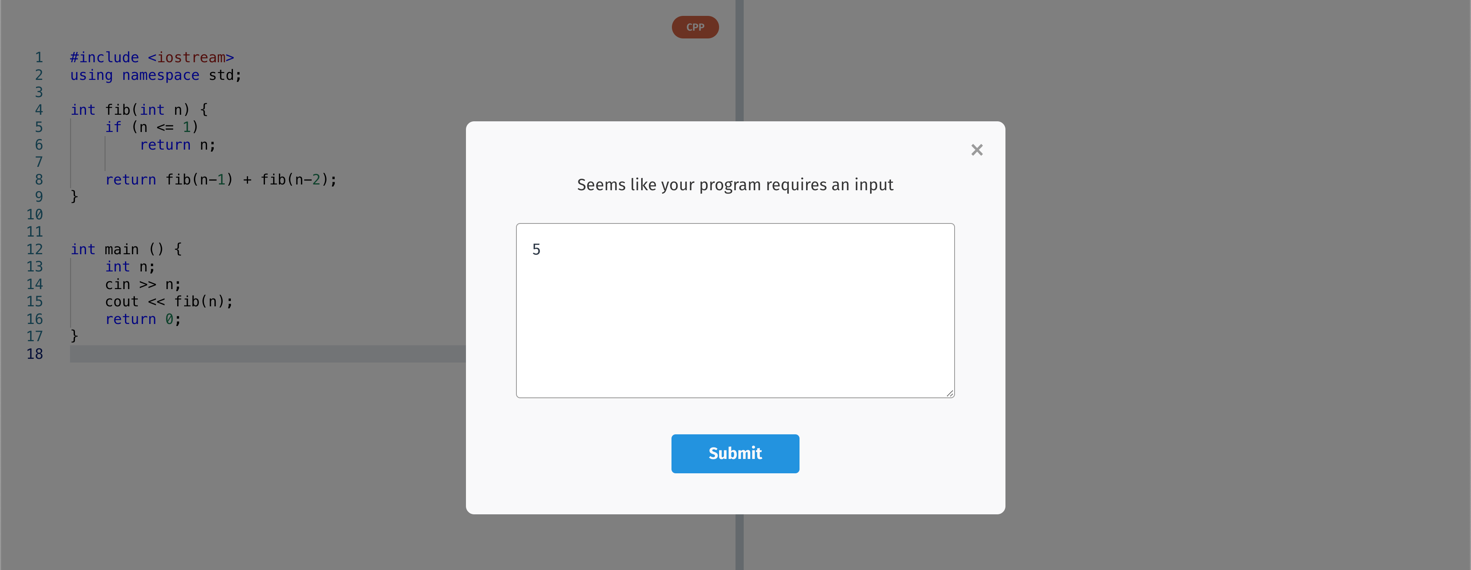 CPP
1 #include <iostream>
2 using namespace std;
3
4 int fib(int n) {
5     if (n <= 1)
6         return n;
7
8     return fib(n-1) + fib(n-2);
9 }
10
11
12 int main () {
13     int n;
14     cin >> n;
15     cout << fib(n);
16     return 0;
17 }
18
×
Seems like your program requires an input
5
Submit